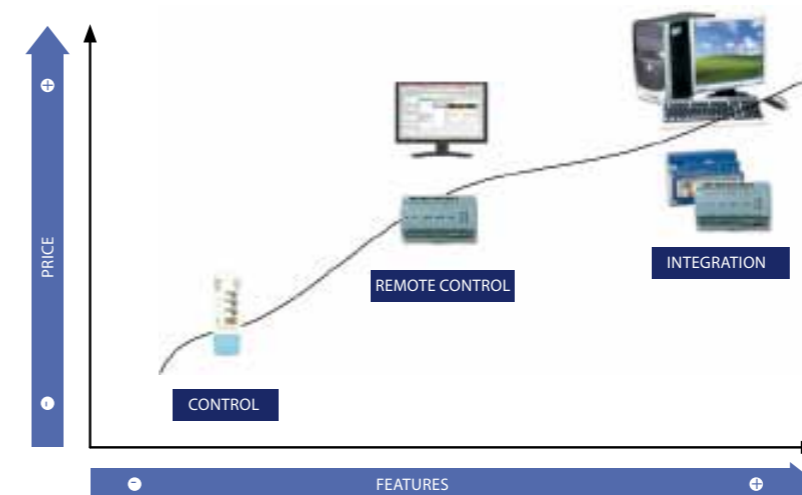 PRICE
REMOTE CONTROL
INTEGRATION
CONTROL
FEATURES